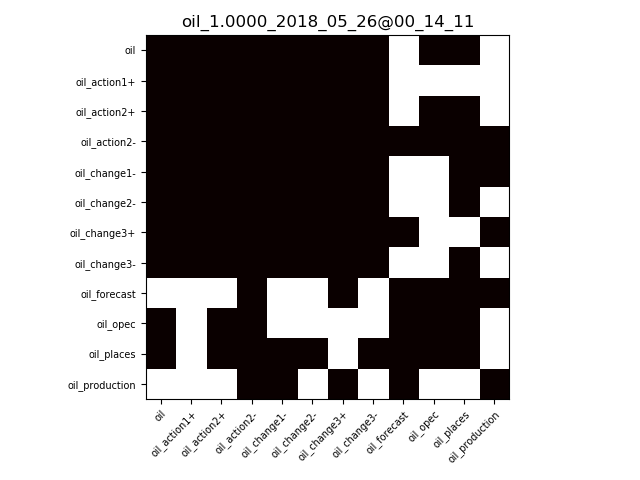 oil_1.0000_2018_05_26@00_14_11
oil
oil_action1+
oil_action2+
oil_action2-
oil_change1-
oil_change2-
oil_change3+
oil_change3-
oil_forecast
oil_opec
oil_places
oil_production
oil
oil_action1+
oil_action2+
oil_action2-
oil_change1-
oil_change2-
oil_change3+
oil_change3-
oil_forecast
oil_opec
oil_places
oil_production